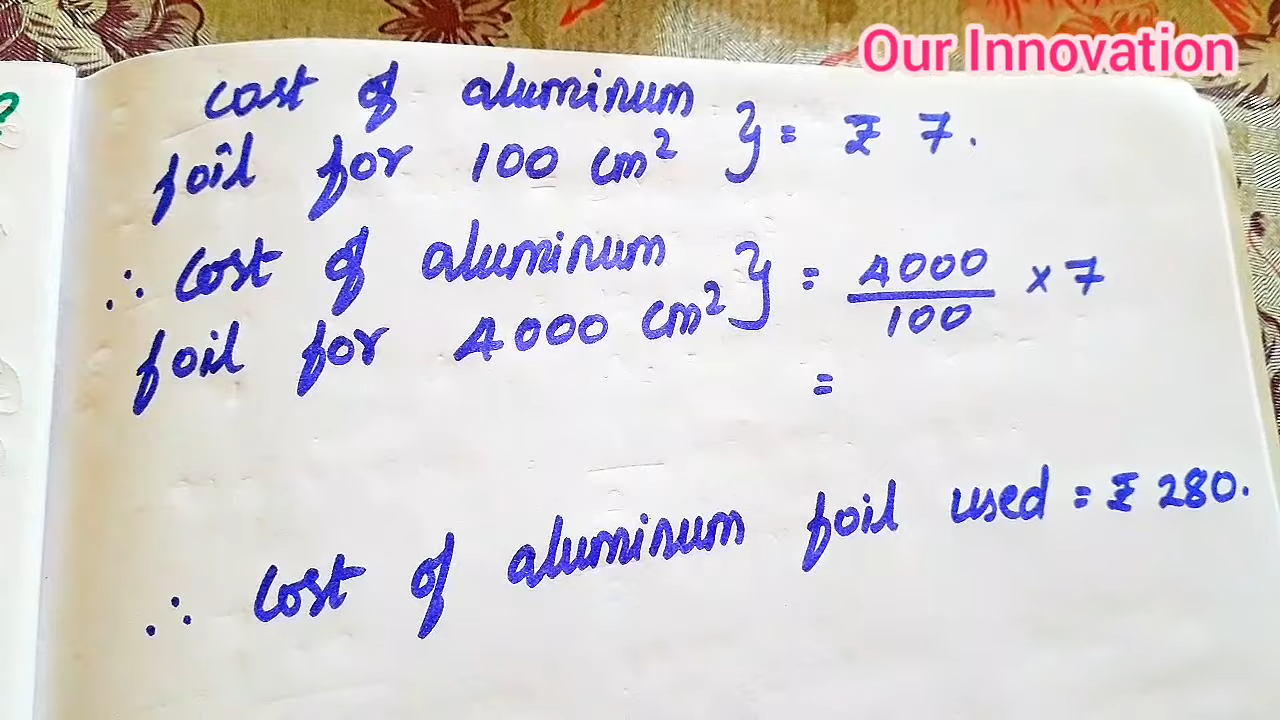 Our Innovation
?
cost of aluminum
foil for 100 cm² } = ₹ 7.
∴ cost of aluminum
foil for 4000 cm² } = 4000/100 × 7
=
∴ cost of aluminum foil used = ₹ 280.